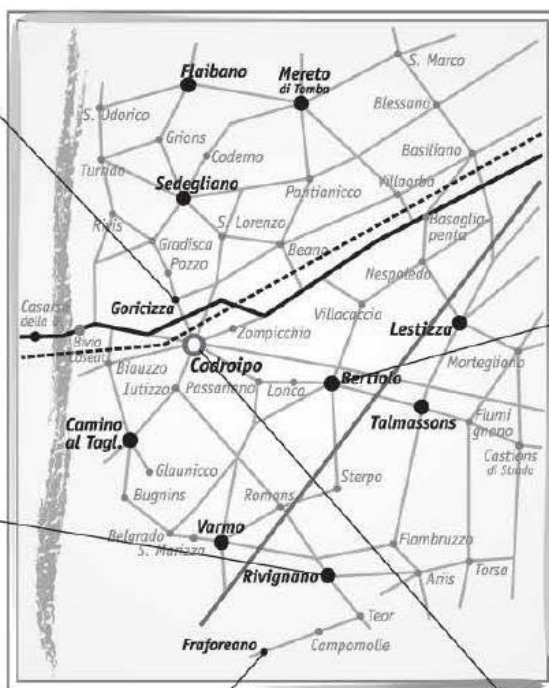 S. Marco
Flaibano
Mereto
di Tomba
Blessano
S. Odorico
Grions
Coderno
Basiliano
Turrida
Sedegliano
Pantianicco
Villaorba
Rivis
S. Lorenzo
Basaglia-
penta
Gradisca
Beano
Pozzo
Nespoledo
Goricizza
Casarsa
della
Villacaccia
Zompicchia
Lestizza
Bivio
Coseat
Codroipo
Mortegliano
Biauzzo
Iutizzo
Passariano
Lonca
Bertiolo
Talmassons
Flumi
gnano
Camino
al Tagl.
Castions
di Strada
Glaunicco
Sterpo
Bugnins
Romans
Belgrado
Varmo
S. Marizza
Flambruzzo
Rivignano
Ariis
Torsa
Teor
Fraforeano
Campomolle